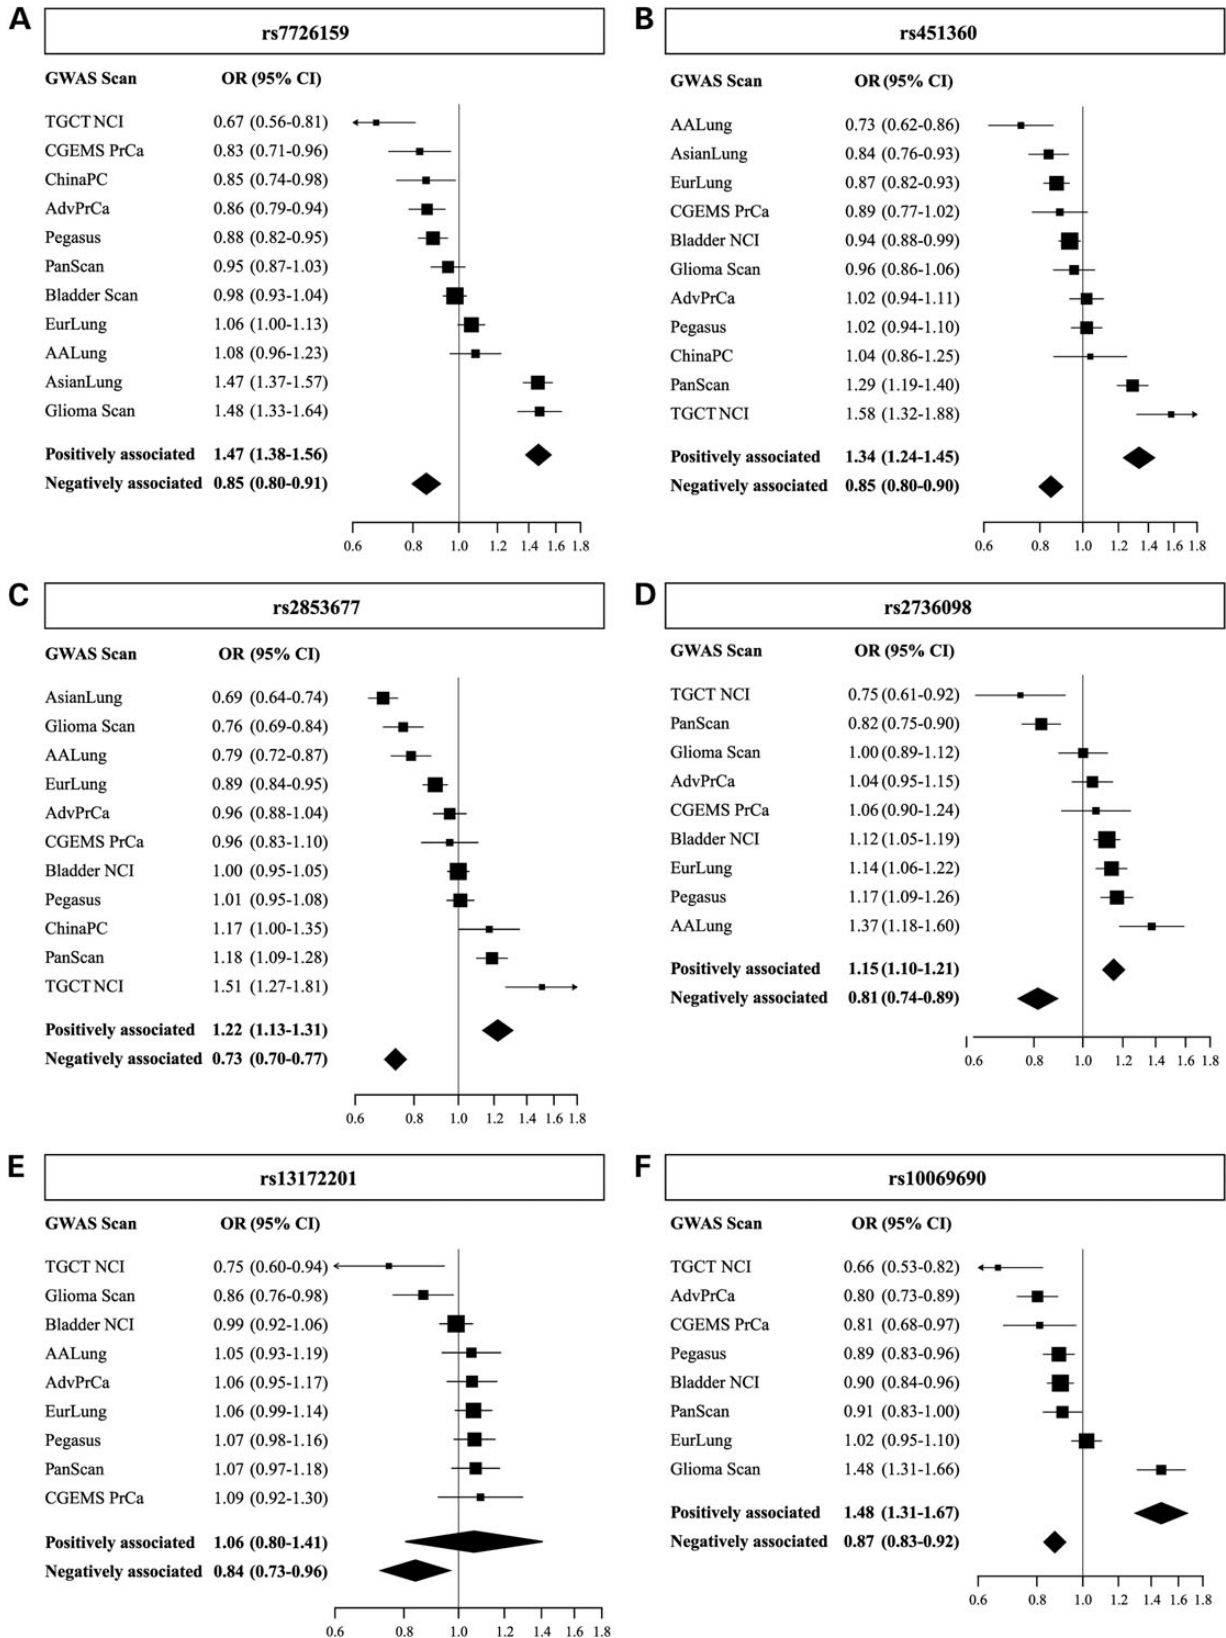 A
rs7726159
GWAS Scan OR (95% CI)
TGCT NCI 0.67 (0.56-0.81)
CGEMS PrCa 0.83 (0.71-0.96)
ChinaPC 0.85 (0.74-0.98)
AdvPrCa 0.86 (0.79-0.94)
Pegasus 0.88 (0.82-0.95)
PanScan 0.95 (0.87-1.03)
Bladder Scan 0.98 (0.93-1.04)
EurLung 1.06 (1.00-1.13)
AALung 1.08 (0.96-1.23)
AsianLung 1.47 (1.37-1.57)
Glioma Scan 1.48 (1.33-1.64)
Positively associated 1.47 (1.38-1.56)
Negatively associated 0.85 (0.80-0.91)
0.6 0.8 1.0 1.2 1.4 1.6 1.8
B
rs451360
GWAS Scan OR (95% CI)
AALung 0.73 (0.62-0.86)
AsianLung 0.84 (0.76-0.93)
EurLung 0.87 (0.82-0.93)
CGEMS PrCa 0.89 (0.77-1.02)
Bladder NCI 0.94 (0.88-0.99)
Glioma Scan 0.96 (0.86-1.06)
AdvPrCa 1.02 (0.94-1.11)
Pegasus 1.02 (0.94-1.10)
ChinaPC 1.04 (0.86-1.25)
PanScan 1.29 (1.19-1.40)
TGCT NCI 1.58 (1.32-1.88)
Positively associated 1.34 (1.24-1.45)
Negatively associated 0.85 (0.80-0.90)
0.6 0.8 1.0 1.2 1.4 1.6 1.8
C
rs2853677
GWAS Scan OR (95% CI)
AsianLung 0.69 (0.64-0.74)
Glioma Scan 0.76 (0.69-0.84)
AALung 0.79 (0.72-0.87)
EurLung 0.89 (0.84-0.95)
AdvPrCa 0.96 (0.88-1.04)
CGEMS PrCa 0.96 (0.83-1.10)
Bladder NCI 1.00 (0.95-1.05)
Pegasus 1.01 (0.95-1.08)
ChinaPC 1.17 (1.00-1.35)
PanScan 1.18 (1.09-1.28)
TGCT NCI 1.51 (1.27-1.81)
Positively associated 1.22 (1.13-1.31)
Negatively associated 0.73 (0.70-0.77)
0.6 0.8 1.0 1.2 1.4 1.6 1.8
D
rs2736098
GWAS Scan OR (95% CI)
TGCT NCI 0.75 (0.61-0.92)
PanScan 0.82 (0.75-0.90)
Glioma Scan 1.00 (0.89-1.12)
AdvPrCa 1.04 (0.95-1.15)
CGEMS PrCa 1.06 (0.90-1.24)
Bladder NCI 1.12 (1.05-1.19)
EurLung 1.14 (1.06-1.22)
Pegasus 1.17 (1.09-1.26)
AALung 1.37 (1.18-1.60)
Positively associated 1.15 (1.10-1.21)
Negatively associated 0.81 (0.74-0.89)
0.6 0.8 1.0 1.2 1.4 1.6 1.8
E
rs13172201
GWAS Scan OR (95% CI)
TGCT NCI 0.75 (0.60-0.94)
Glioma Scan 0.86 (0.76-0.98)
Bladder NCI 0.99 (0.92-1.06)
AALung 1.05 (0.93-1.19)
AdvPrCa 1.06 (0.95-1.17)
EurLung 1.06 (0.99-1.14)
Pegasus 1.07 (0.98-1.16)
PanScan 1.07 (0.97-1.18)
CGEMS PrCa 1.09 (0.92-1.30)
Positively associated 1.06 (0.80-1.41)
Negatively associated 0.84 (0.73-0.96)
0.6 0.8 1.0 1.2 1.4 1.6 1.8
F
rs10069690
GWAS Scan OR (95% CI)
TGCT NCI 0.66 (0.53-0.82)
AdvPrCa 0.80 (0.73-0.89)
CGEMS PrCa 0.81 (0.68-0.97)
Pegasus 0.89 (0.83-0.96)
Bladder NCI 0.90 (0.84-0.96)
PanScan 0.91 (0.83-1.00)
EurLung 1.02 (0.95-1.10)
Glioma Scan 1.48 (1.31-1.66)
Positively associated 1.48 (1.31-1.67)
Negatively associated 0.87 (0.83-0.92)
0.6 0.8 1.0 1.2 1.4 1.6 1.8